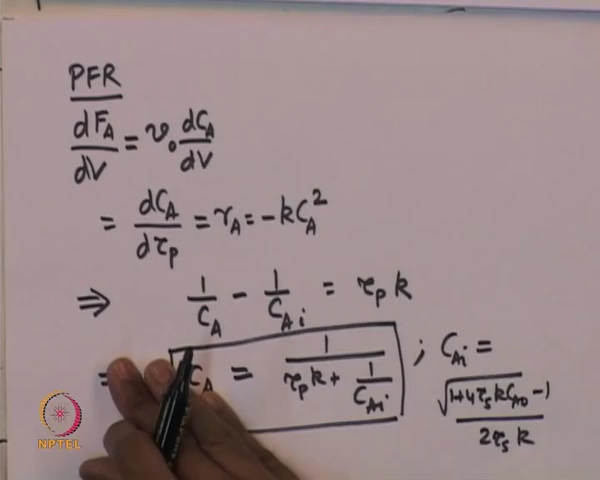 PFR
dF_A/dV = v_0 dC_A/dV
= dC_A/dτ_p = r_A = -kC_A^2
⇒ 1/C_A - 1/C_Ai = τ_p k
= C_A = 1/(τ_p k + 1/C_Ai) ; C_Ai = (√(1+4τ_s k C_A0) - 1)/(2τ_s k)
NPTEL